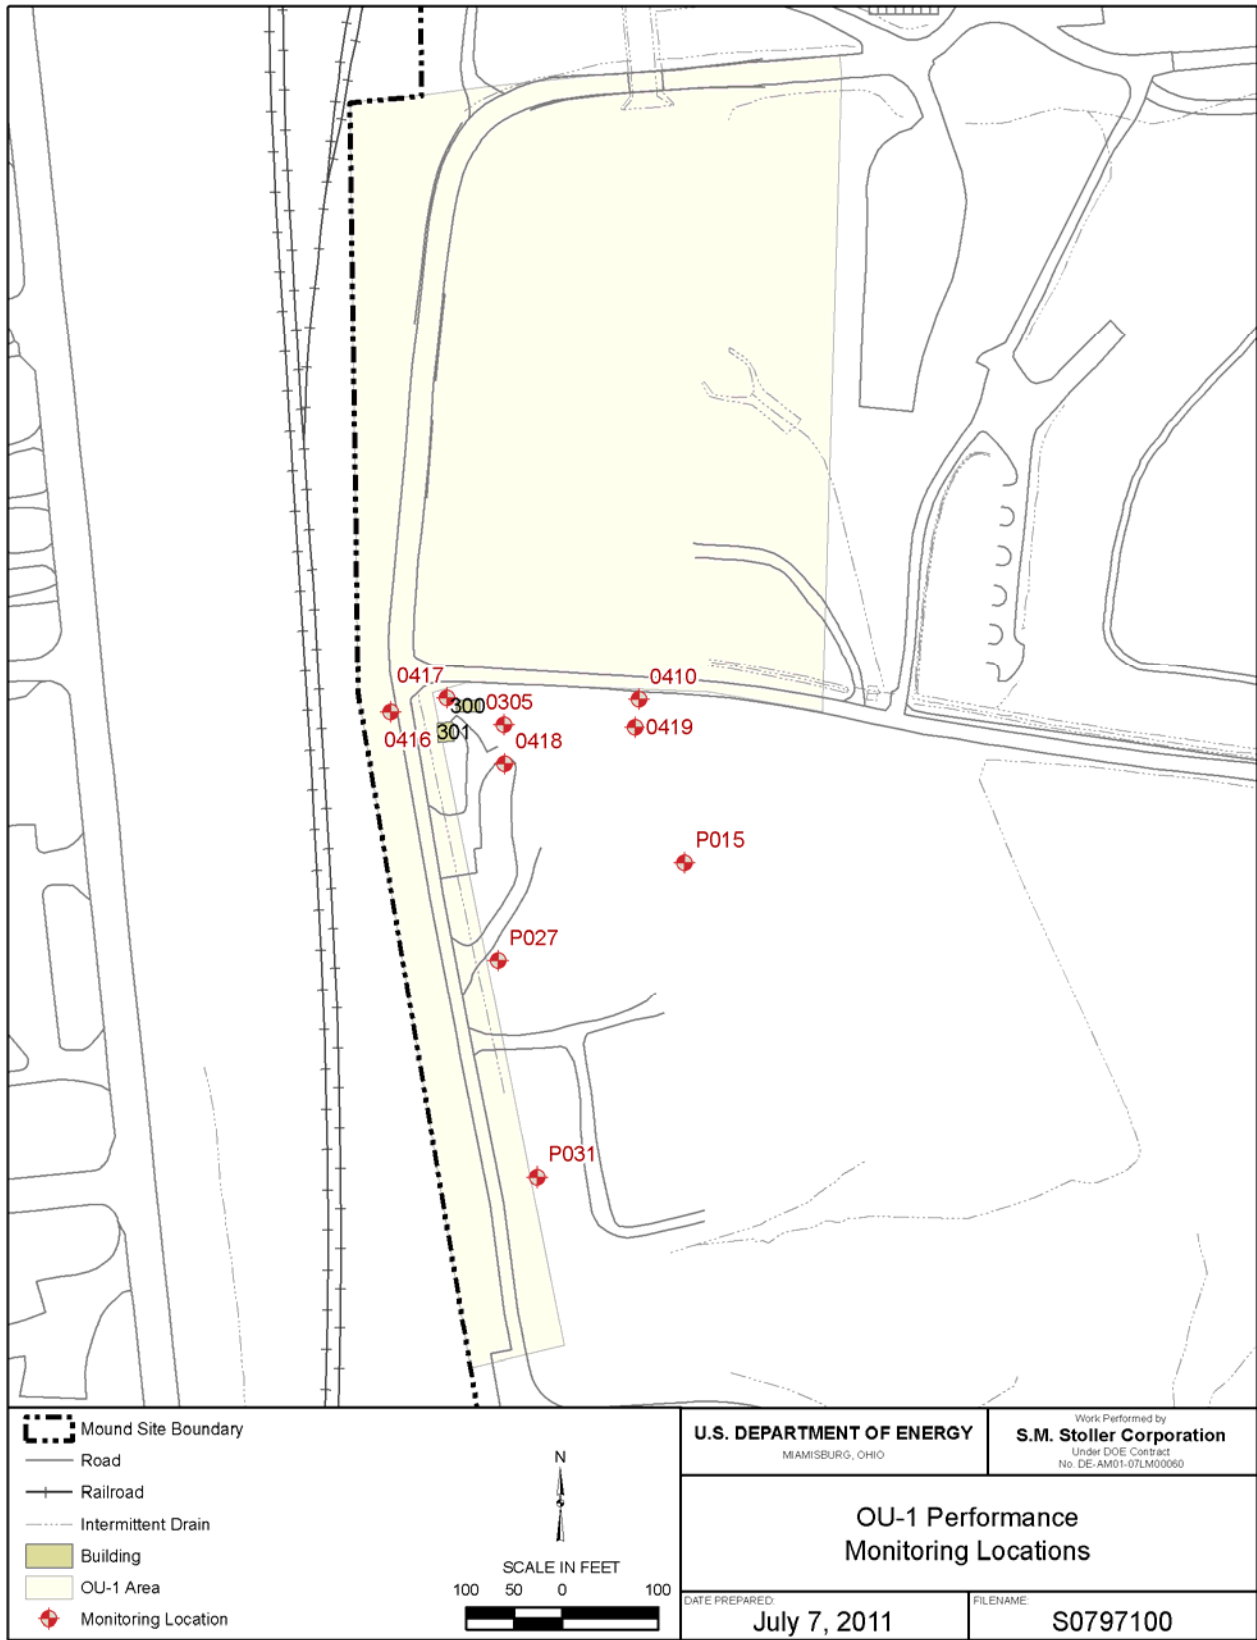 0417
0410
300
0305
0416
301
0418
0419
P015
P027
P031
Mound Site Boundary
Road
Railroad
Intermittent Drain
Building
OU-1 Area
Monitoring Location
N
SCALE IN FEET
100 50 0 100
U.S. DEPARTMENT OF ENERGY
MIAMISBURG, OHIO
Work Performed by
S.M. Stoller Corporation
Under DOE Contract
No. DE-AM01-07LM00060
OU-1 Performance
Monitoring Locations
DATE PREPARED:
July 7, 2011
FILENAME:
S0797100